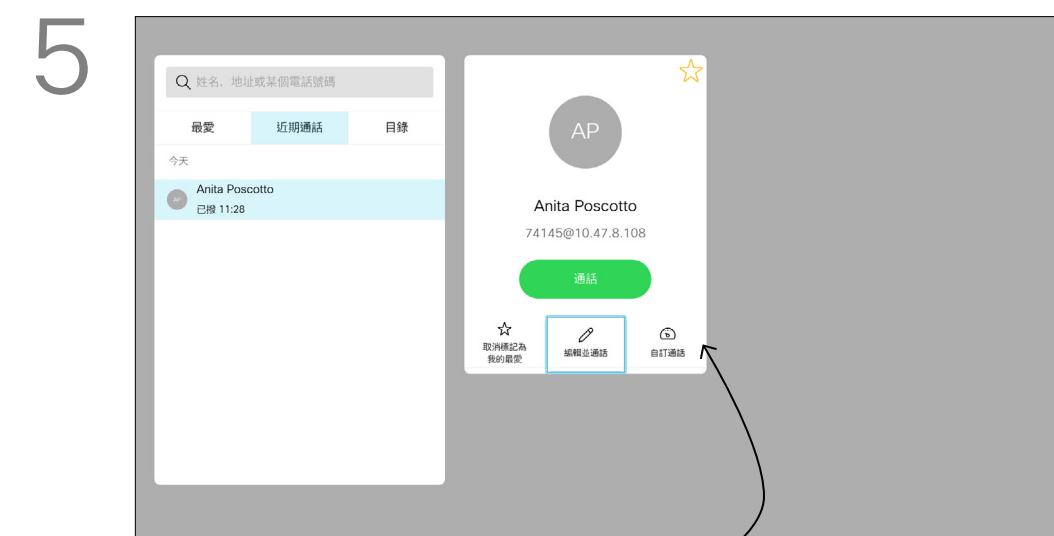 5
姓名、地址或某個電話號碼
最愛 近期通話 目錄
今天
AP
Anita Poscotto
已撥 11:28
AP
Anita Poscotto
74145@10.47.8.108
通話
取消標記為
我的最愛
編輯並通話
自訂通話